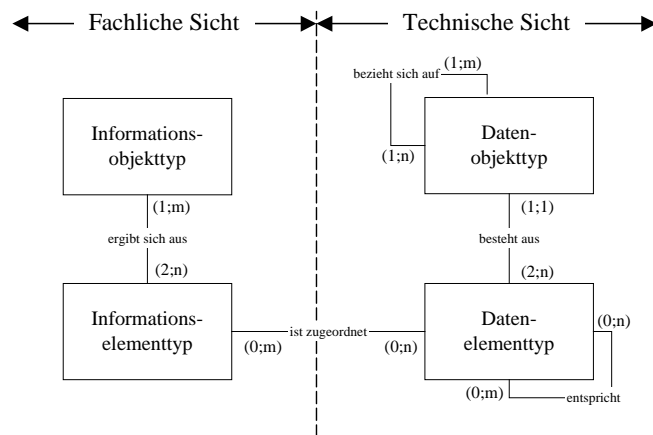 Fachliche Sicht
Technische Sicht
bezieht sich auf
(1;m)
(1;n)
Informations-
objekttyp
Daten-
objekttyp
(1;m)
(1;1)
ergibt sich aus
besteht aus
(2;n)
(2;n)
Informations-
elementtyp
Daten-
elementtyp
(0;m)
ist zugeordnet
(0;n)
(0;n)
(0;m)
entspricht